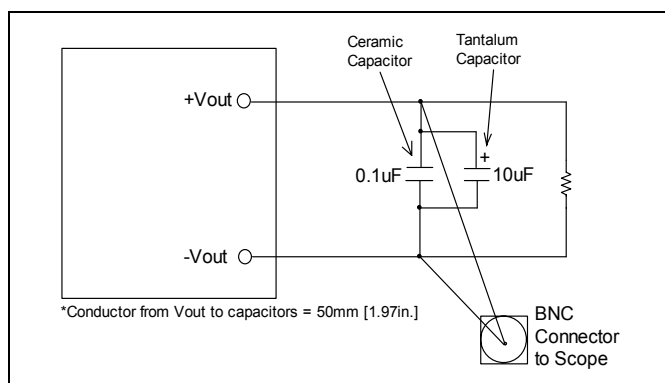 Ceramic
Capacitor
Tantalum
Capacitor
+Vout
+
0.1uF
10uF
-Vout
*Conductor from Vout to capacitors = 50mm [1.97in.]
BNC
Connector
to Scope